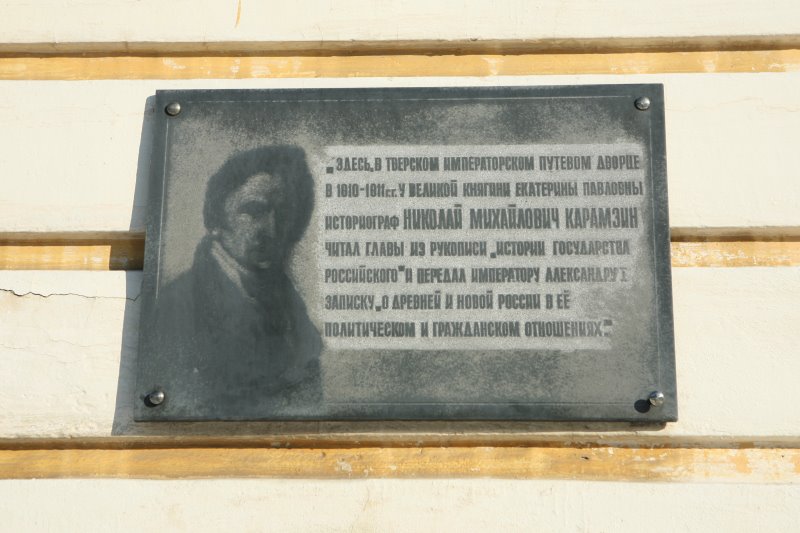 „ЗДЕСЬ, В ТВЕРСКОМ ИМПЕРАТОРСКОМ ПУТЕВОМ ДВОРЦЕ
В 1810-1811 г.г. У ВЕЛИКОЙ КНЯГИНИ ЕКАТЕРИНЫ ПАВЛОВНЫ
ИСТОРИОГРАФ НИКОЛАЙ МИХАЙЛОВИЧ КАРАМЗИН
ЧИТАЛ ГЛАВЫ ИЗ РУКОПИСИ „ИСТОРИИ ГОСУДАРСТВА
РОССИЙСКОГО" И ПЕРЕДАЛ ИМПЕРАТОРУ АЛЕКСАНДРУ I
ЗАПИСКУ „О ДРЕВНЕЙ И НОВОЙ РОССИИ В ЕЁ
ПОЛИТИЧЕСКОМ И ГРАЖДАНСКОМ ОТНОШЕНИЯХ."